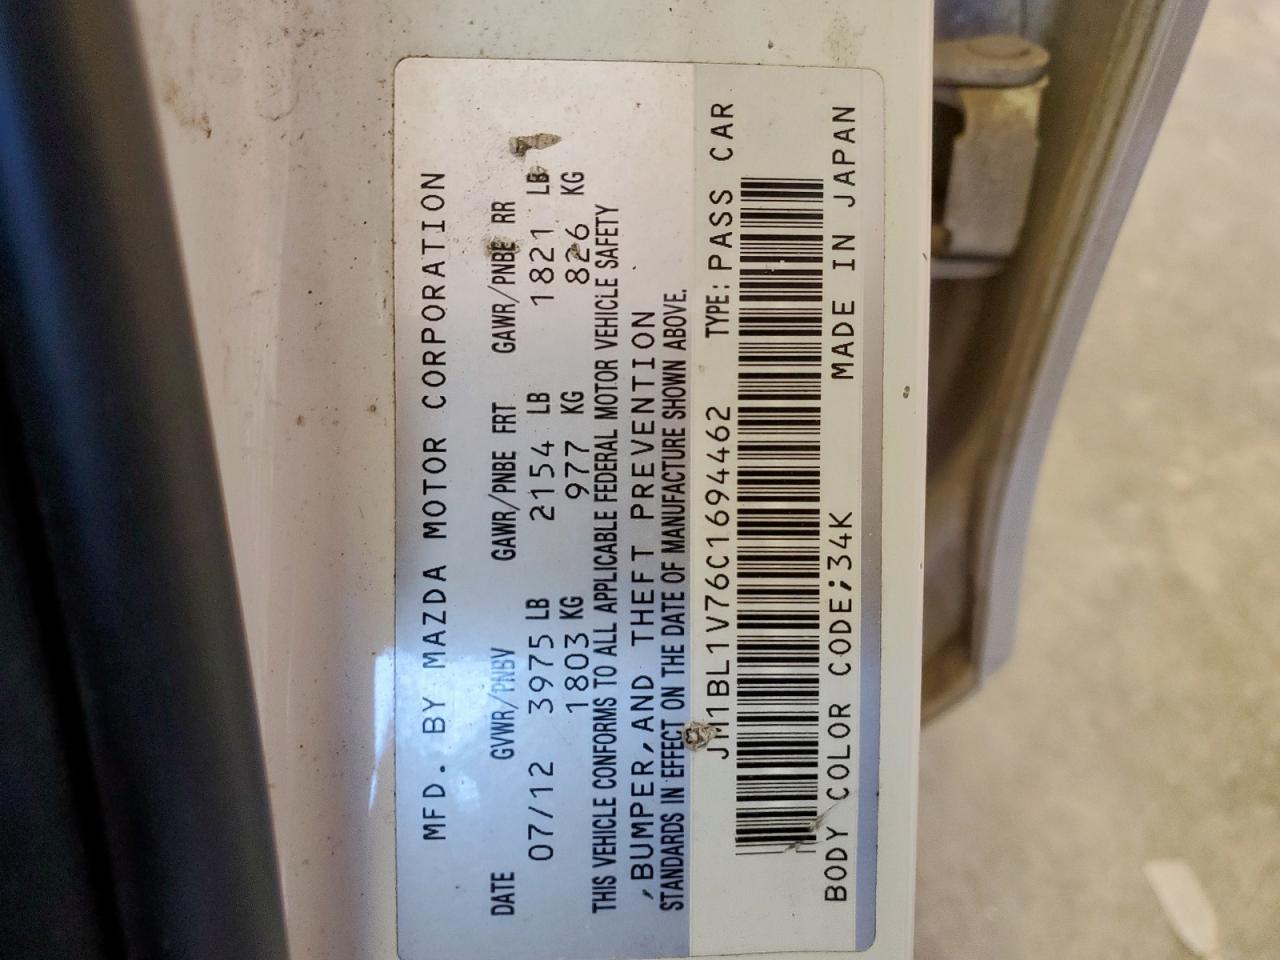 MFD. BY MAZDA MOTOR CORPORATION
DATE GVWR/PNBV GAWR/PNBE FRT GAWR/PNBE RR
07/12 3975 LB 2154 LB 1821 LB
1803 KG 977 KG 826 KG
THIS VEHICLE CONFORMS TO ALL APPLICABLE FEDERAL MOTOR VEHICLE SAFETY
,BUMPER,AND THEFT PREVENTION
STANDARDS IN EFFECT ON THE DATE OF MANUFACTURE SHOWN ABOVE.
JM1BL1V76C1694462 TYPE: PASS CAR
BODY COLOR CODE;34K MADE IN JAPAN